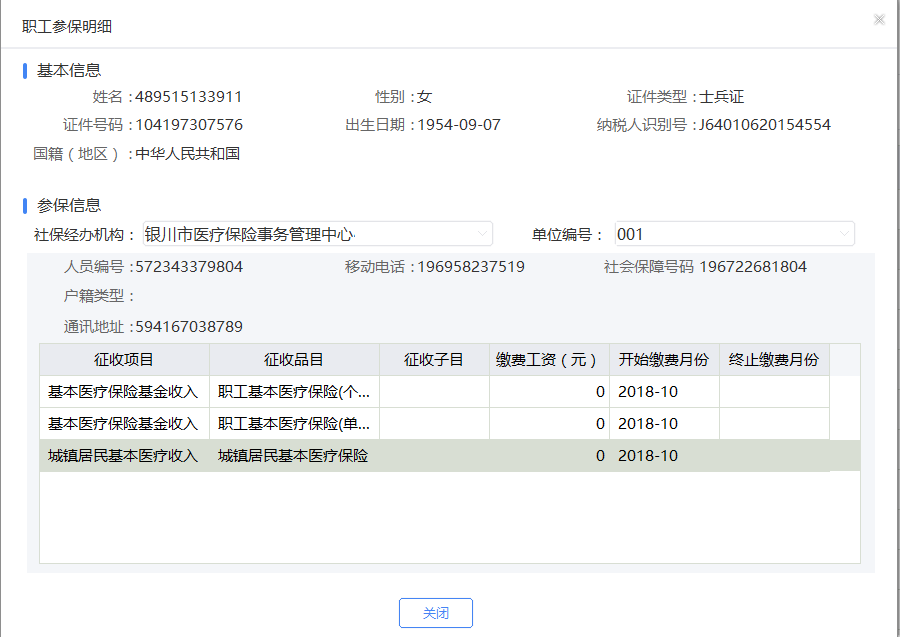 职工参保明细
基本信息
姓名：489515133911 性别：女 证件类型：士兵证
证件号码：104197307576 出生日期：1954-09-07 纳税人识别号：J64010620154554
国籍（地区）：中华人民共和国
参保信息
社保经办机构： 银川市医疗保险事务管理中心 单位编号： 001
人员编号：572343379804 移动电话：196958237519 社会保障号码 196722681804
户籍类型：
通讯地址：594167038789
征收项目 征收品目 征收子目 缴费工资（元） 开始缴费月份 终止缴费月份
基本医疗保险基金收入 职工基本医疗保险(个... 0 2018-10
基本医疗保险基金收入 职工基本医疗保险(单... 0 2018-10
城镇居民基本医疗收入 城镇居民基本医疗保险 0 2018-10
关闭